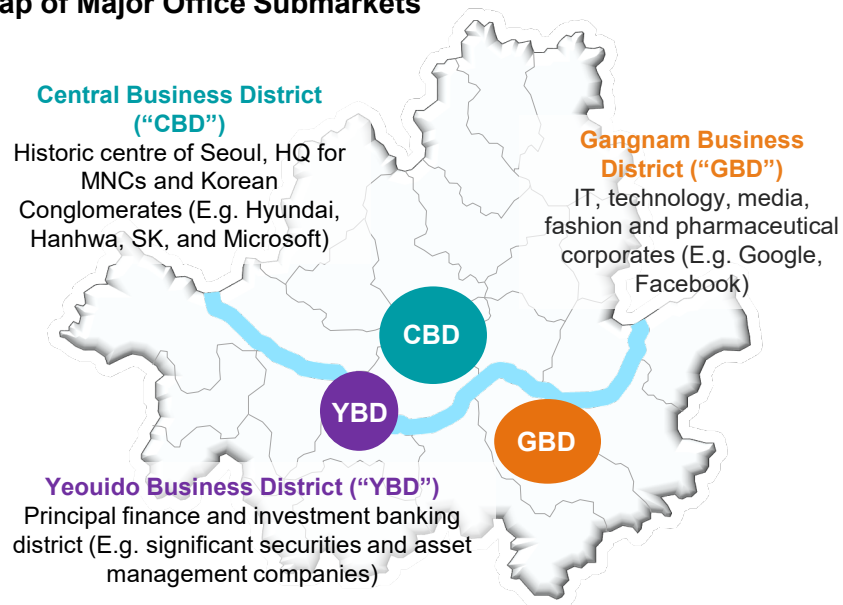 ap of Major Office Submarkets
Central Business District
(“CBD”)
Historic centre of Seoul, HQ for
MNCs and Korean
Conglomerates (E.g. Hyundai,
Hanhwa, SK, and Microsoft)
Gangnam Business
District (“GBD”)
IT, technology, media,
fashion and pharmaceutical
corporates (E.g. Google,
Facebook)
CBD
YBD
GBD
Yeouido Business District (“YBD”)
Principal finance and investment banking
district (E.g. significant securities and asset
management companies)